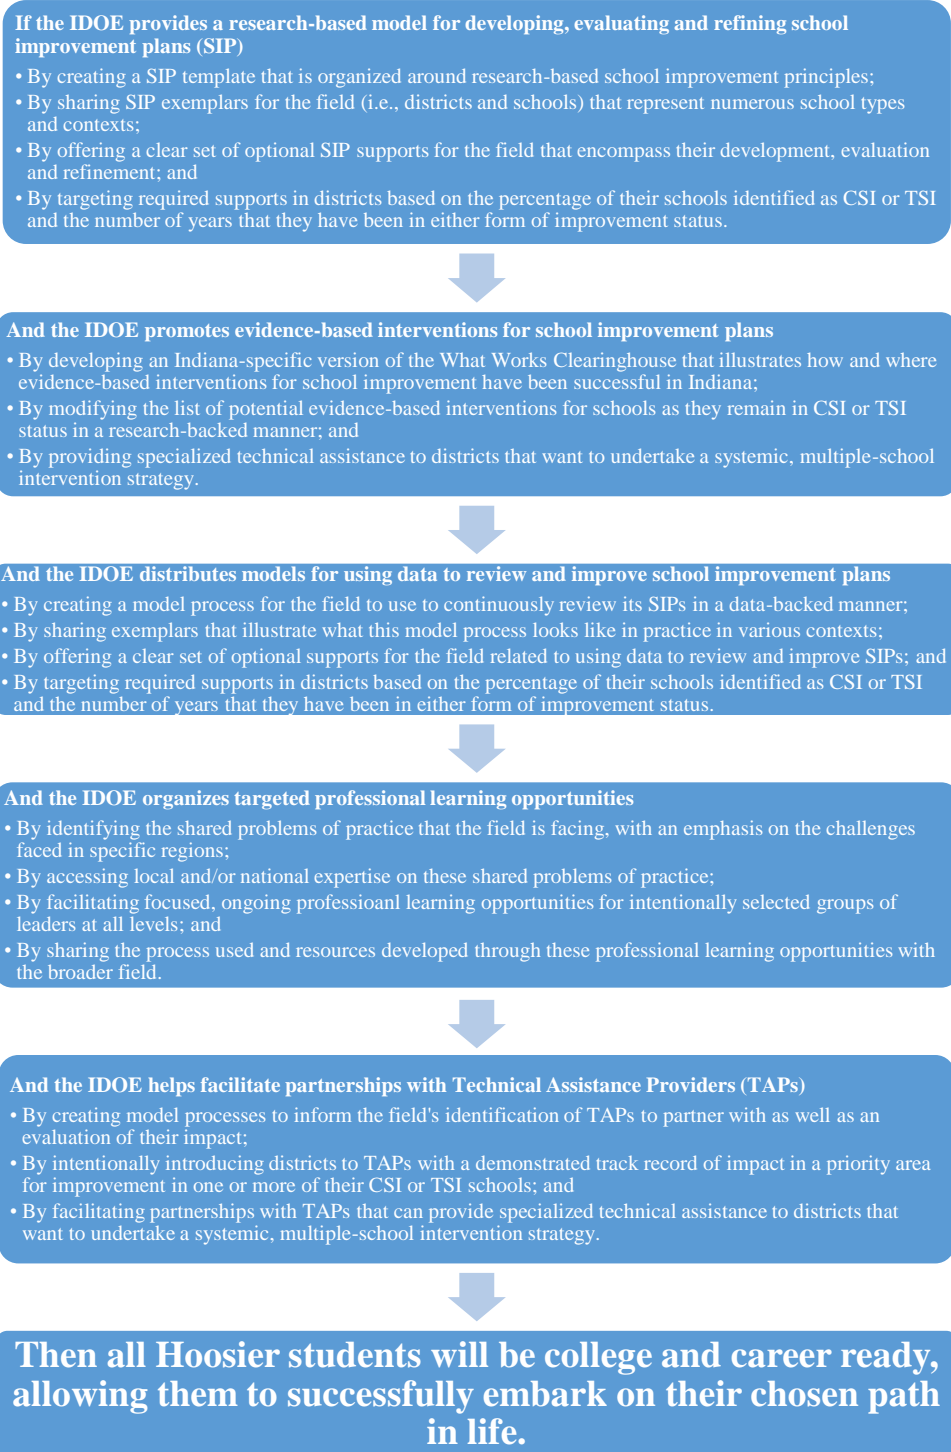 If the IDOE provides a research-based model for developing, evaluating and refining school
improvement plans (SIP)
• By creating a SIP template that is organized around research-based school improvement principles;
• By sharing SIP exemplars for the field (i.e., districts and schools) that represent numerous school types
and contexts;
• By offering a clear set of optional SIP supports for the field that encompass their development, evaluation
and refinement; and
• By targeting required supports in districts based on the percentage of their schools identified as CSI or TSI
and the number of years that they have been in either form of improvement status.
And the IDOE promotes evidence-based interventions for school improvement plans
• By developing an Indiana-specific version of the What Works Clearinghouse that illustrates how and where
evidence-based interventions for school improvement have been successful in Indiana;
• By modifying the list of potential evidence-based interventions for schools as they remain in CSI or TSI
status in a research-backed manner; and
• By providing specialized technical assistance to districts that want to undertake a systemic, multiple-school
intervention strategy.
And the IDOE distributes models for using data to review and improve school improvement plans
• By creating a model process for the field to use to continuously review its SIPs in a data-backed manner;
• By sharing exemplars that illustrate what this model process looks like in practice in various contexts;
• By offering a clear set of optional supports for the field related to using data to review and improve SIPs; and
• By targeting required supports in districts based on the percentage of their schools identified as CSI or TSI
and the number of years that they have been in either form of improvement status.
And the IDOE organizes targeted professional learning opportunities
• By identifying the shared problems of practice that the field is facing, with an emphasis on the challenges
faced in specific regions;
• By accessing local and/or national expertise on these shared problems of practice;
• By facilitating focused, ongoing professioanl learning opportunities for intentionally selected groups of
leaders at all levels; and
• By sharing the process used and resources developed through these professional learning opportunities with
the broader field.
And the IDOE helps facilitate partnerships with Technical Assistance Providers (TAPs)
• By creating model processes to inform the field's identification of TAPs to partner with as well as an
evaluation of their impact;
• By intentionally introducing districts to TAPs with a demonstrated track record of impact in a priority area
for improvement in one or more of their CSI or TSI schools; and
• By facilitating partnerships with TAPs that can provide specialized technical assistance to districts that
want to undertake a systemic, multiple-school intervention strategy.
Then all Hoosier students will be college and career ready,
allowing them to successfully embark on their chosen path
in life.